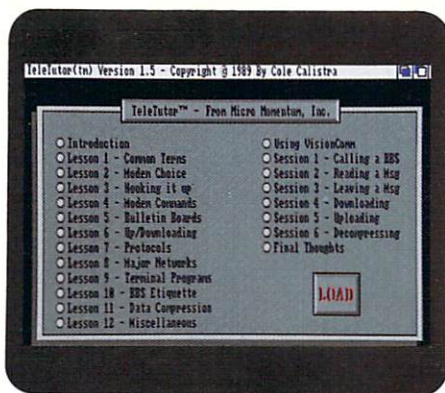 TeleTutor(tm) Version 1.5 - Copyright @ 1989 By Cole Calistra
TeleTutor™ - From Micro Momentum, Inc.
Introduction
Lesson 1 - Common Terms
Lesson 2 - Modem Choice
Lesson 3 - Hooking it up
Lesson 4 - Modem Commands
Lesson 5 - Bulletin Boards
Lesson 6 - Up/Downloading
Lesson 7 - Protocols
Lesson 8 - Major Networks
Lesson 9 - Terminal Programs
Lesson 10 - BBS Etiquette
Lesson 11 - Data Compression
Lesson 12 - Miscellaneous
Using VisionComm
Session 1 - Calling a BBS
Session 2 - Reading a Msg
Session 3 - Leaving a Msg
Session 4 - Downloading
Session 5 - Uploading
Session 6 - Decompressing
Final Thoughts
LOAD